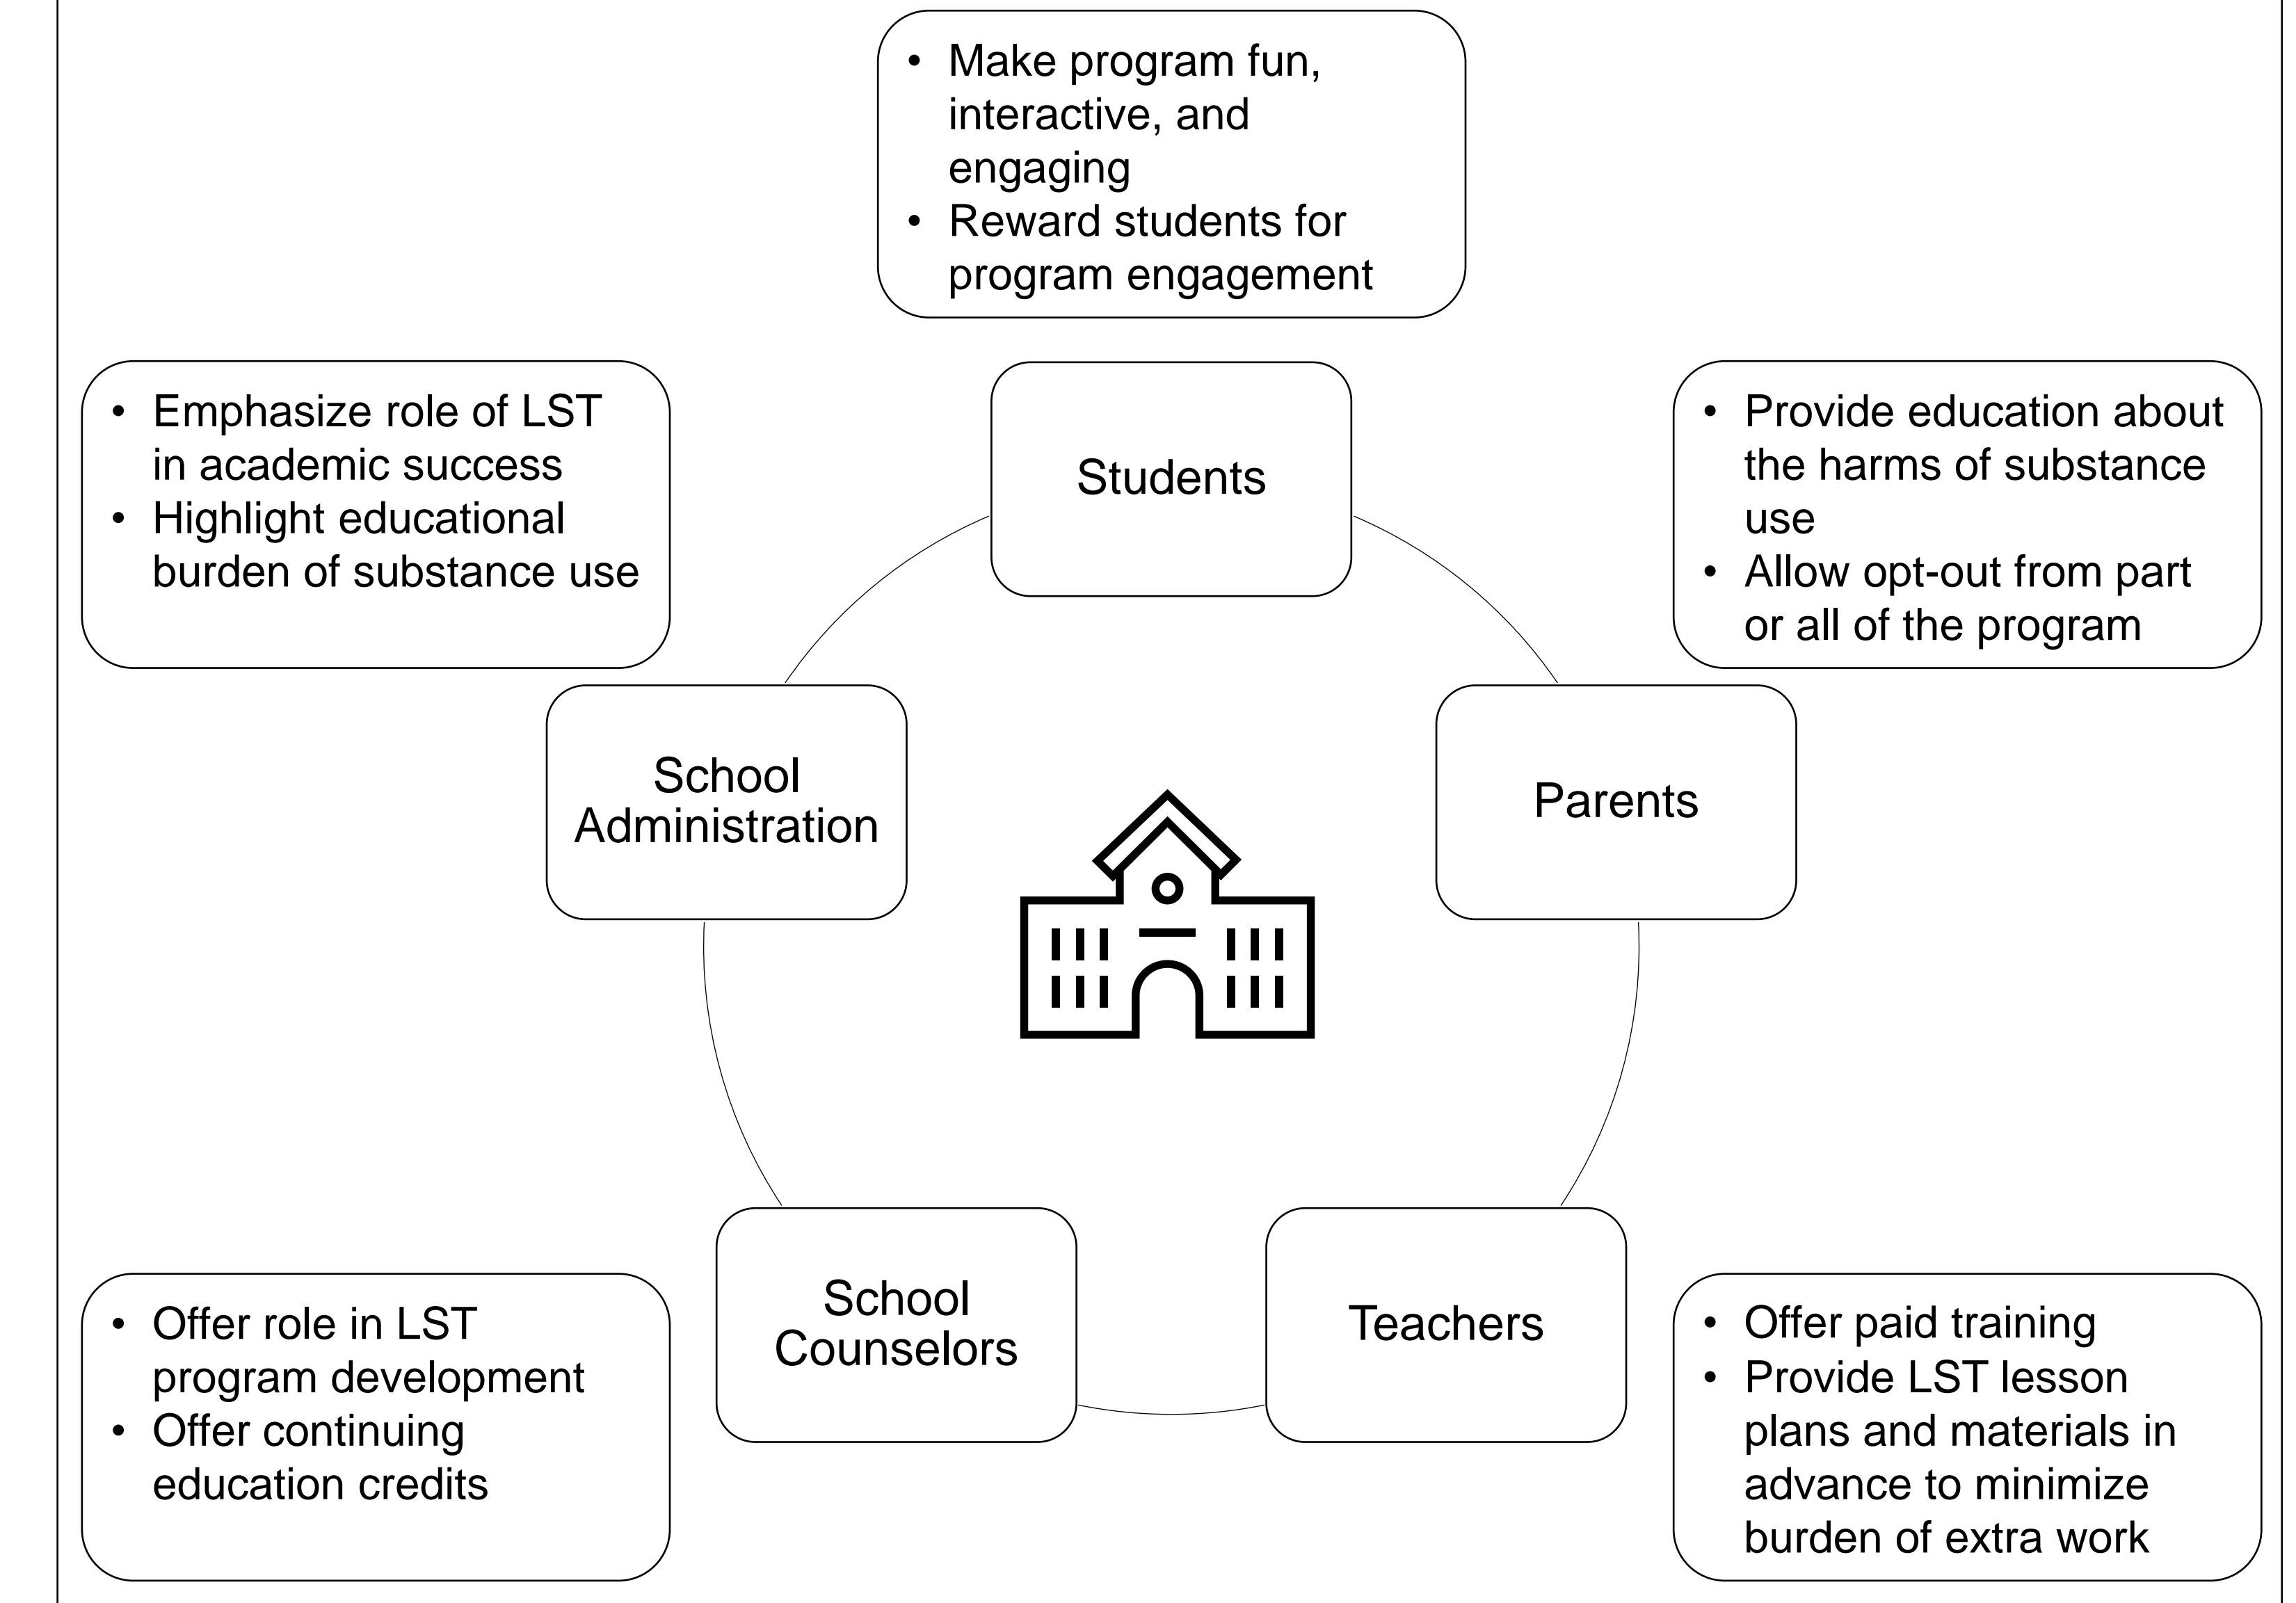 • Make program fun,
interactive, and
engaging
• Reward students for
program engagement
• Emphasize role of LST
in academic success
• Highlight educational
burden of substance use
Students
• Provide education about
the harms of substance
use
• Allow opt-out from part
or all of the program
School
Administration
Parents
School
Counselors
Teachers
• Offer role in LST
program development
• Offer continuing
education credits
• Offer paid training
• Provide LST lesson
plans and materials in
advance to minimize
burden of extra work